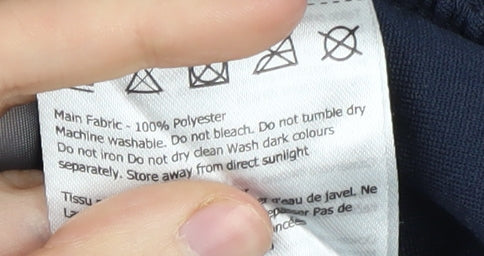 Main Fabric - 100% Polyester
Machine washable. Do not bleach. Do not tumble dry
Do not iron Do not dry clean Wash dark colours
separately. Store away from direct sunlight
Tissu d'eau de javel. Ne
Pas de